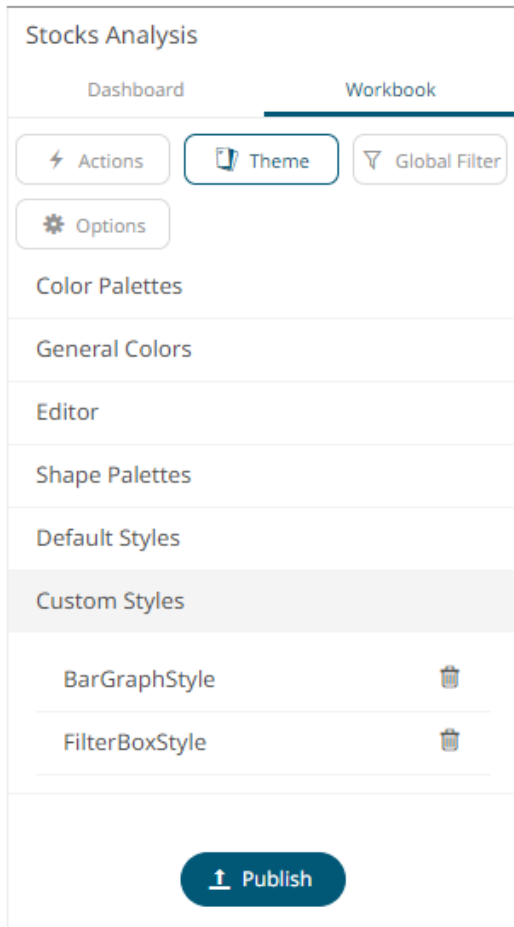 Stocks Analysis
Dashboard Workbook
Actions Theme Global Filter
Options
Color Palettes
General Colors
Editor
Shape Palettes
Default Styles
Custom Styles
BarGraphStyle
FilterBoxStyle
Publish